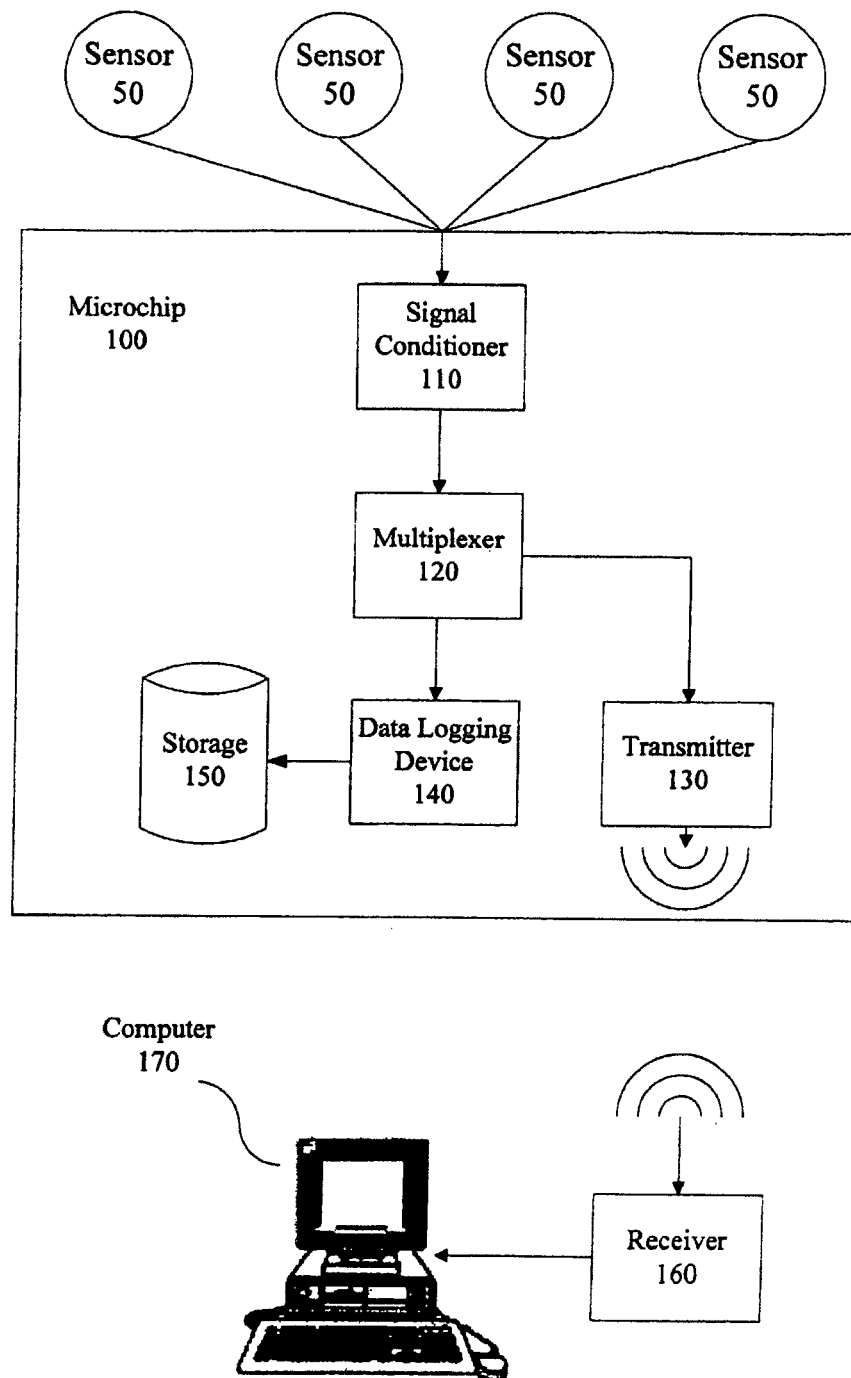 Sensor
50
Sensor
50
Sensor
50
Sensor
50
Microchip
100
Signal
Conditioner
110
Multiplexer
120
Storage
150
Data Logging
Device
140
Transmitter
130
Computer
170
Receiver
160